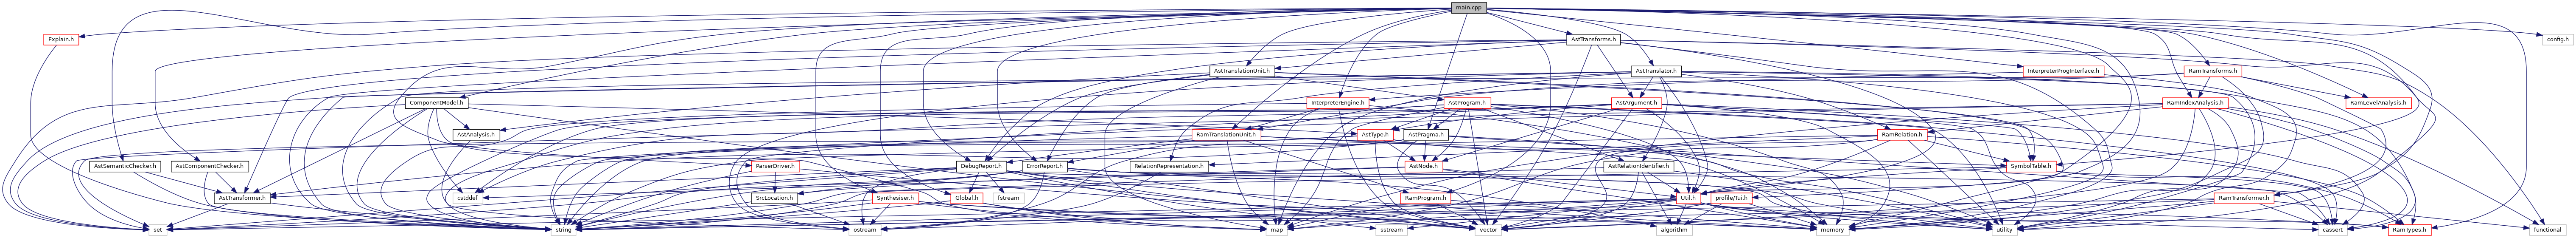 main.cpp
Explain.h
AstTransforms.h
config.h
AstTranslationUnit.h
AstTranslator.h
InterpreterProgInterface.h
RamTransforms.h
ComponentModel.h
InterpreterEngine.h
AstProgram.h
AstArgument.h
RamIndexAnalysis.h
RamLevelAnalysis.h
AstAnalysis.h
RamTranslationUnit.h
AstType.h
AstPragma.h
RamRelation.h
AstSemanticChecker.h
AstComponentChecker.h
ParserDriver.h
DebugReport.h
ErrorReport.h
RelationRepresentation.h
AstNode.h
AstRelationIdentifier.h
SymbolTable.h
AstTransformer.h
cstddef
SrcLocation.h
Synthesiser.h
Global.h
fstream
RamProgram.h
Util.h
profile/Tui.h
RamTransformer.h
set
string
ostream
map
sstream
vector
algorithm
memory
utility
cassert
RamTypes.h
functional